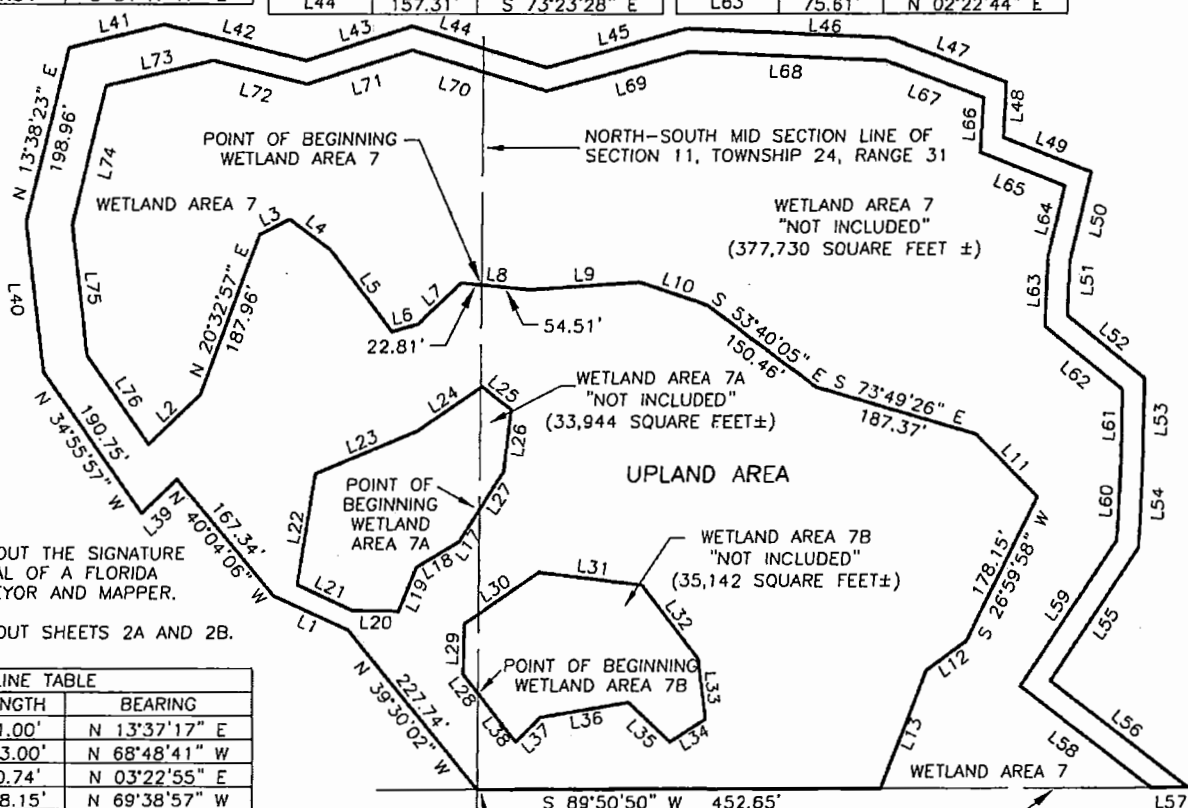 L44 157.31' S 73°23'28" E
L63 75.61' N 02°22'44" E
L41
L42
L43
L44
L45
L46
L47
L48
L49
L50
L51
L52
L53
L54
L55
L56
L57
L58
L59
L60
L61
L62
L63
L64
L65
L66
L67
L68
L69
L70
L71
L72
L73
L74
L75
L76
N 13°38'23" E
198.96'
L40
N 34°55'57" W
190.75'
L39
N 40°04'06" W
167.34'
L1
N 39°30'02" W
227.74'
WETLAND AREA 7
POINT OF BEGINNING
WETLAND AREA 7
NORTH-SOUTH MID SECTION LINE OF
SECTION 11, TOWNSHIP 24, RANGE 31
WETLAND AREA 7
"NOT INCLUDED"
(377,730 SQUARE FEET ±)
L2
N 20°32'57" E
187.96'
L3
L4
L5
L6
L7
L8
L9
L10
22.81'
54.51'
S 53°40'05" E
150.46'
S 73°49'26" E
187.37'
L11
S 26°59'58" W
178.15'
L12
L13
WETLAND AREA 7A
"NOT INCLUDED"
(33,944 SQUARE FEET±)
UPLAND AREA
POINT OF
BEGINNING
WETLAND
AREA 7A
L17
L18
L19
L20
L21
L22
L23
L24
L25
L26
L27
WETLAND AREA 7B
"NOT INCLUDED"
(35,142 SQUARE FEET±)
POINT OF BEGINNING
WETLAND AREA 7B
L28
L29
L30
L31
L32
L33
L34
L35
L36
L37
L38
WETLAND AREA 7
S 89°50'50" W 452.65'
OUT THE SIGNATURE
AL OF A FLORIDA
EYOR AND MAPPER.
OUT SHEETS 2A AND 2B.
LINE TABLE
NGTH BEARING
1.00' N 13°37'17" E
3.00' N 68°48'41" W
0.74' N 03°22'55" E
8.15' N 69°38'57" W